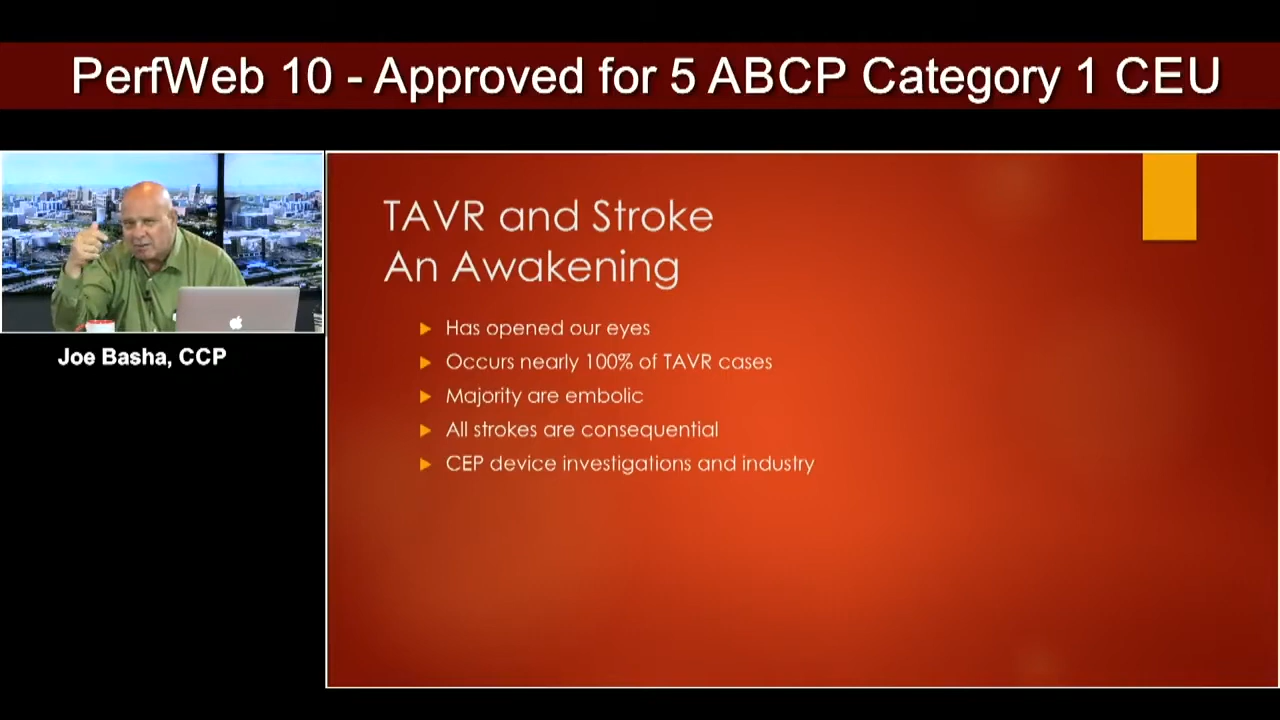 PerfWeb 10 - Approved for 5 ABCP Category 1 CEU
Joe Basha, CCP
TAVR and Stroke
An Awakening
Has opened our eyes
Occurs nearly 100% of TAVR cases
Majority are embolic
All strokes are consequential
CEP device investigations and industry